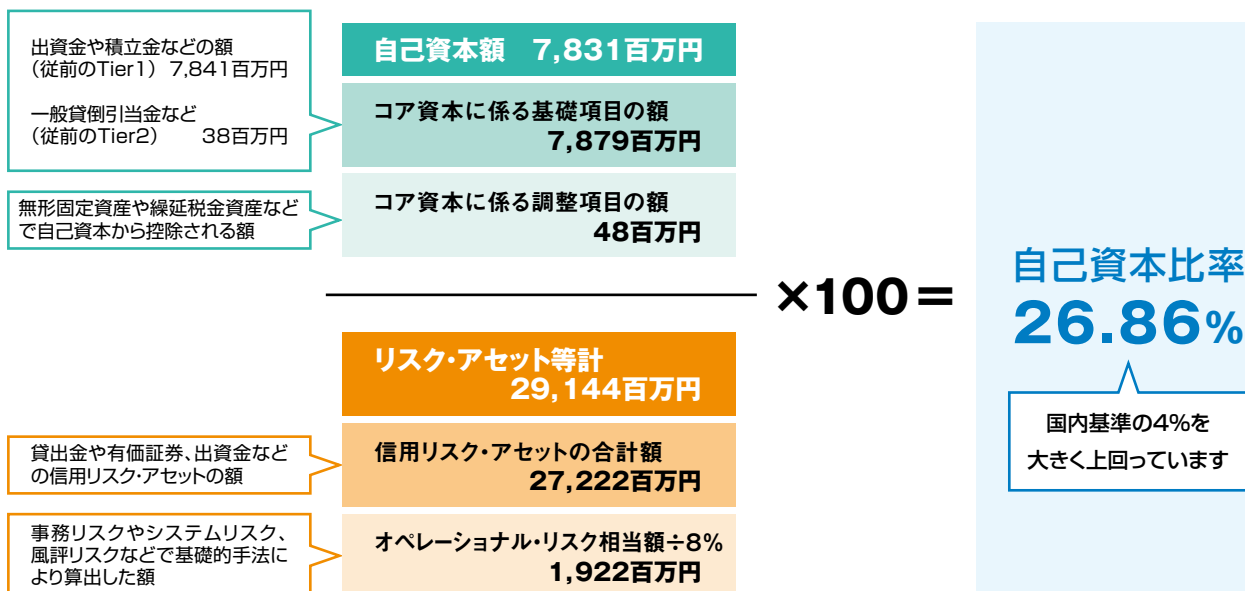 出資金や積立金などの額
（従前のTier1） 7,841百万円
一般貸倒引当金など
（従前のTier2） 38百万円
自己資本額 7,831百万円
コア資本に係る基礎項目の額
7,879百万円
無形固定資産や繰延税金資産など
で自己資本から控除される額
コア資本に係る調整項目の額
48百万円
×100＝
自己資本比率
26.86%
国内基準の4%を
大きく上回っています
リスク・アセット等計
29,144百万円
貸出金や有価証券、出資金など
の信用リスク・アセットの額
信用リスク・アセットの合計額
27,222百万円
事務リスクやシステムリスク、
風評リスクなどで基礎的手法に
より算出した額
オペレーショナル・リスク相当額÷8%
1,922百万円